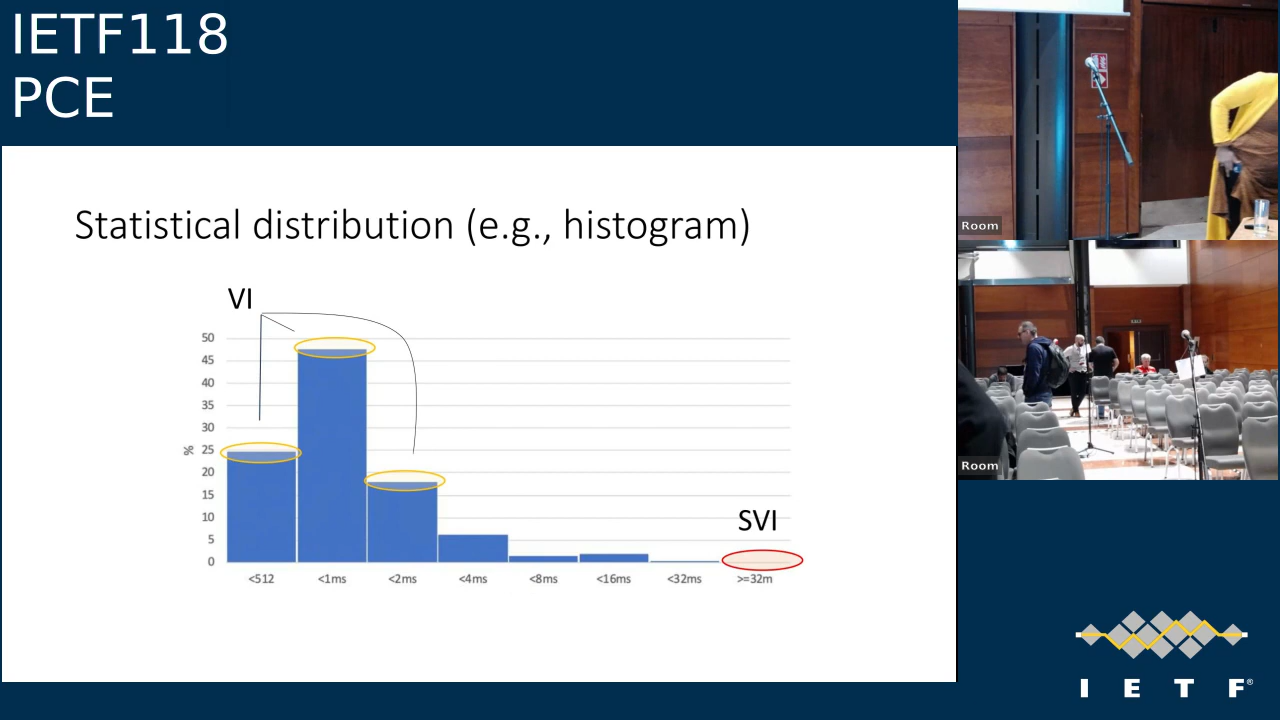 IETF118
PCE
Statistical distribution (e.g., histogram)
VI
50
45
40
35
30
25
20
15
10
5
0
%
SVI
<512
<1ms
<2ms
<4ms
<8ms
<16ms
<32ms
>=32m
Room
Room
I E T F®